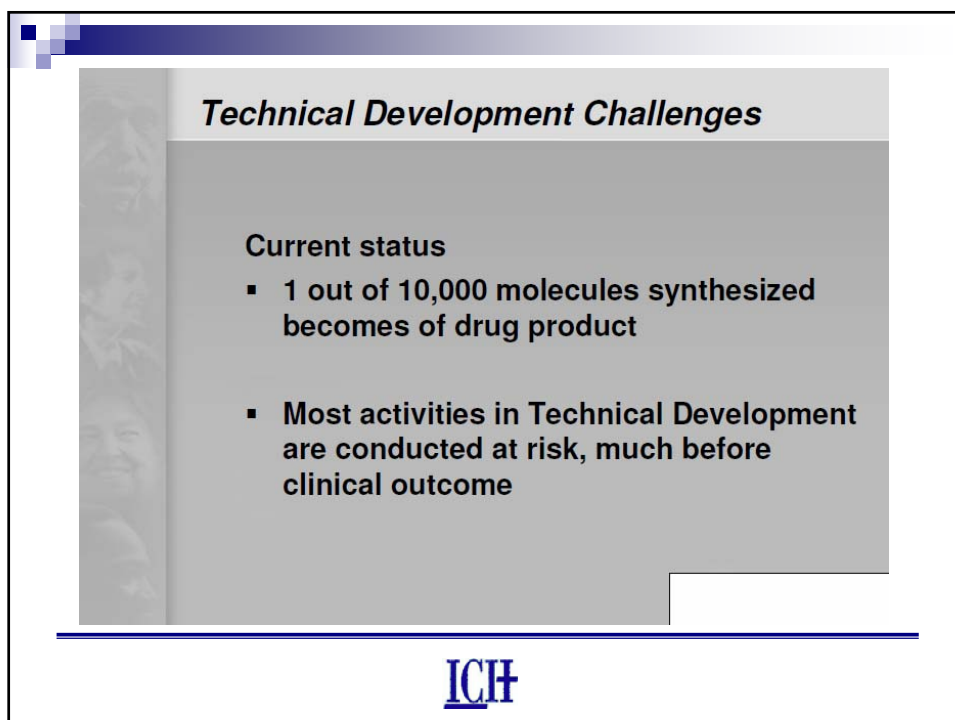 Technical Development Challenges
Current status
▪ 1 out of 10,000 molecules synthesized
becomes of drug product
▪ Most activities in Technical Development
are conducted at risk, much before
clinical outcome
ICH